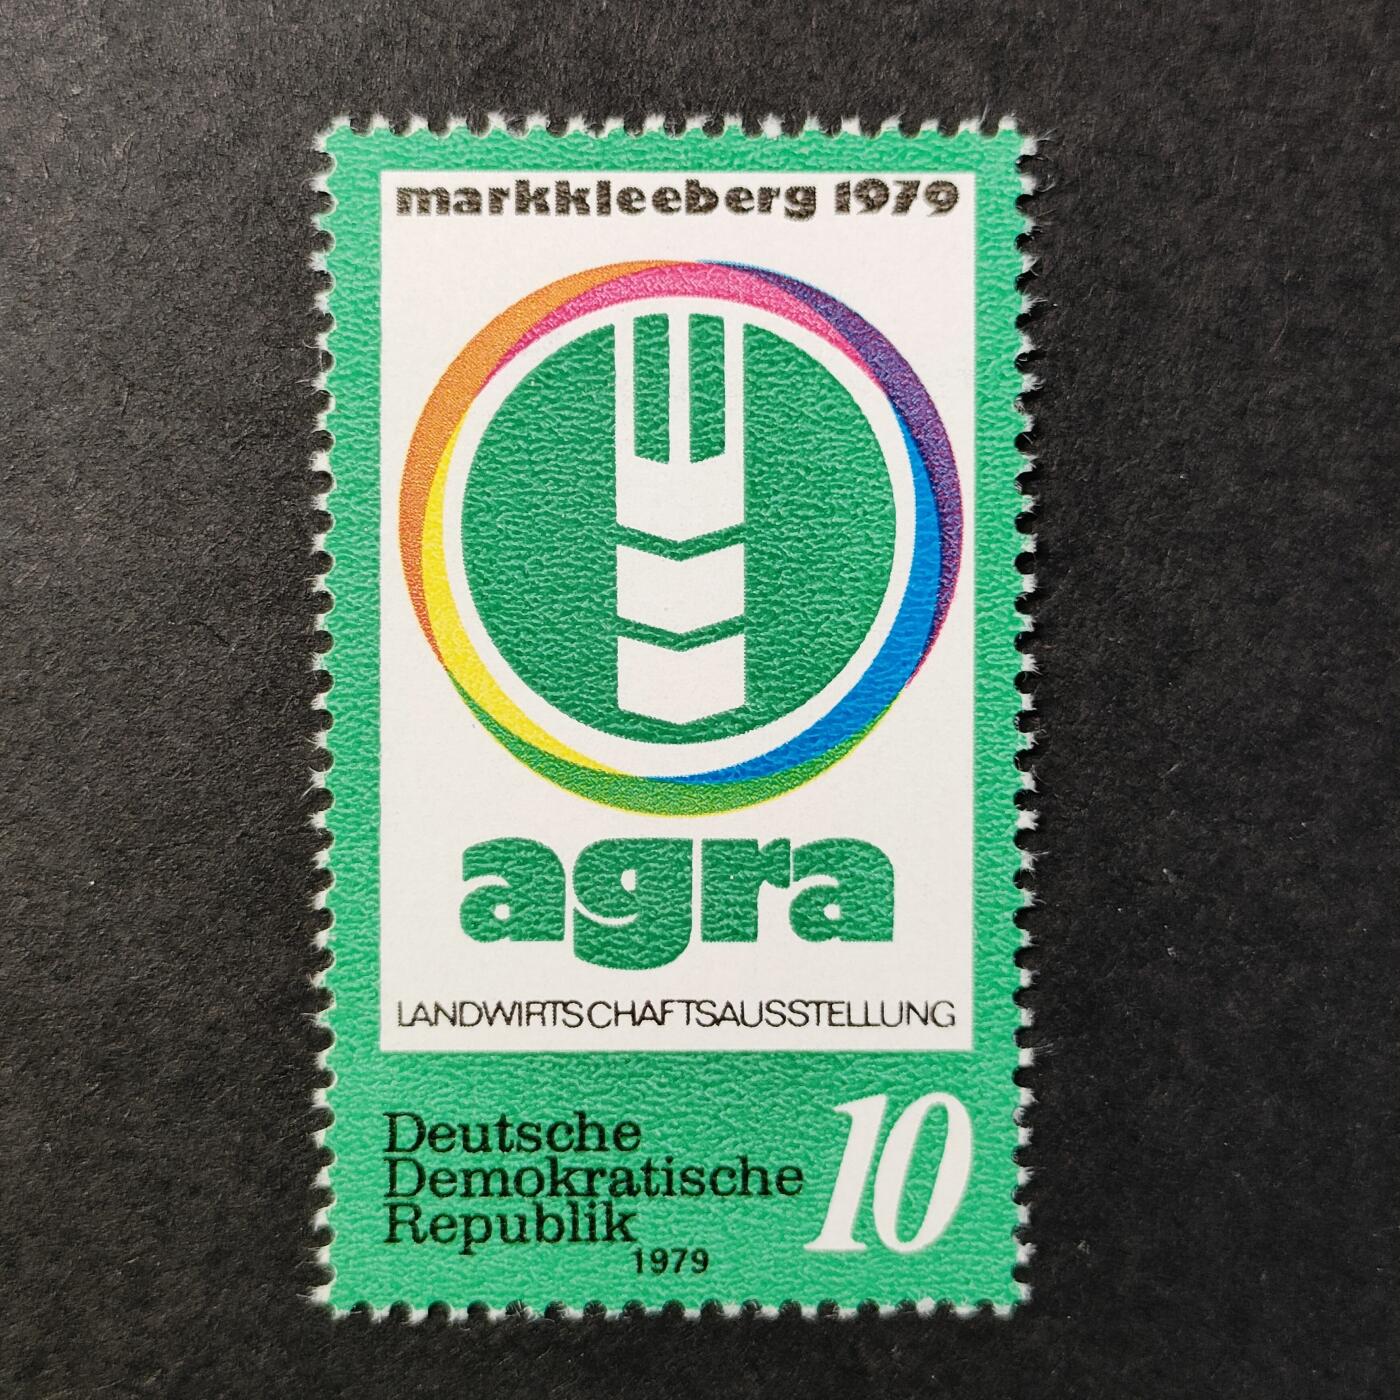 markkleeberg 1979
agra
LANDWIRTSCHAFTSAUSSTELLUNG
Deutsche
Demokratische
Republik
1979
10